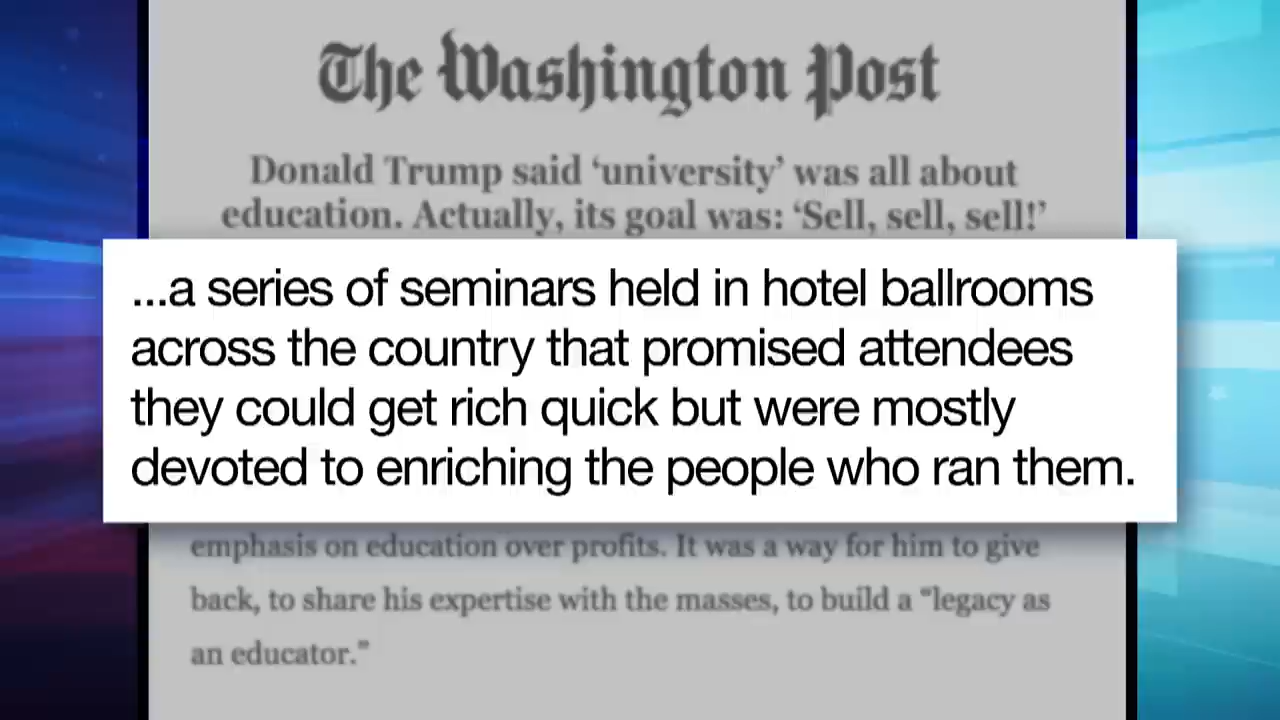 The Washington Post
Donald Trump said ‘university’ was all about
education. Actually, its goal was: ‘Sell, sell, sell!’
...a series of seminars held in hotel ballrooms
across the country that promised attendees
they could get rich quick but were mostly
devoted to enriching the people who ran them.
emphasis on education over profits. It was a way for him to give
back, to share his expertise with the masses, to build a “legacy as
an educator.”